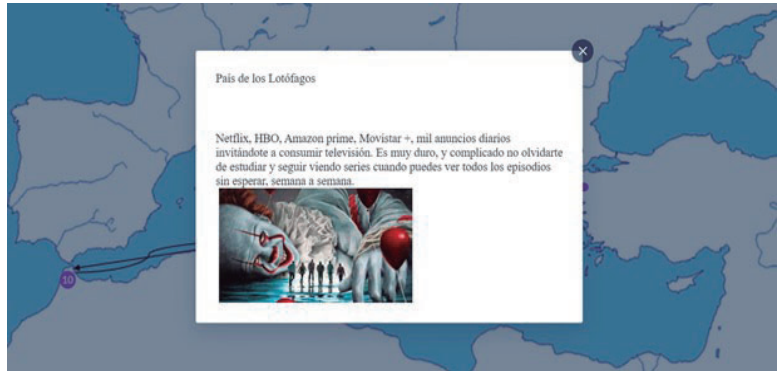 País de los Lotófagos
Netflix, HBO, Amazon prime, Movistar +, mil anuncios diarios
invitándote a consumir televisión. Es muy duro, y complicado no olvidarte
de estudiar y seguir viendo series cuando puedes ver todos los episodios
sin esperar, semana a semana.
10